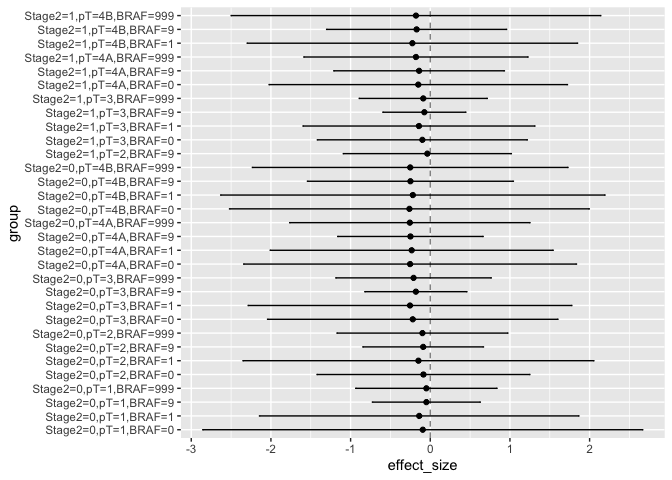 Stage2=1,pT=4B,BRAF=999
Stage2=1,pT=4B,BRAF=9
Stage2=1,pT=4B,BRAF=1
Stage2=1,pT=4A,BRAF=999
Stage2=1,pT=4A,BRAF=9
Stage2=1,pT=4A,BRAF=0
Stage2=1,pT=3,BRAF=999
Stage2=1,pT=3,BRAF=9
Stage2=1,pT=3,BRAF=1
Stage2=1,pT=3,BRAF=0
Stage2=1,pT=2,BRAF=9
Stage2=0,pT=4B,BRAF=999
Stage2=0,pT=4B,BRAF=9
Stage2=0,pT=4B,BRAF=1
Stage2=0,pT=4B,BRAF=0
Stage2=0,pT=4A,BRAF=999
Stage2=0,pT=4A,BRAF=9
Stage2=0,pT=4A,BRAF=1
Stage2=0,pT=4A,BRAF=0
Stage2=0,pT=3,BRAF=999
Stage2=0,pT=3,BRAF=9
Stage2=0,pT=3,BRAF=1
Stage2=0,pT=3,BRAF=0
Stage2=0,pT=2,BRAF=999
Stage2=0,pT=2,BRAF=9
Stage2=0,pT=2,BRAF=1
Stage2=0,pT=2,BRAF=0
Stage2=0,pT=1,BRAF=999
Stage2=0,pT=1,BRAF=9
Stage2=0,pT=1,BRAF=1
Stage2=0,pT=1,BRAF=0
group
-3 -2 -1 0 1 2
effect_size